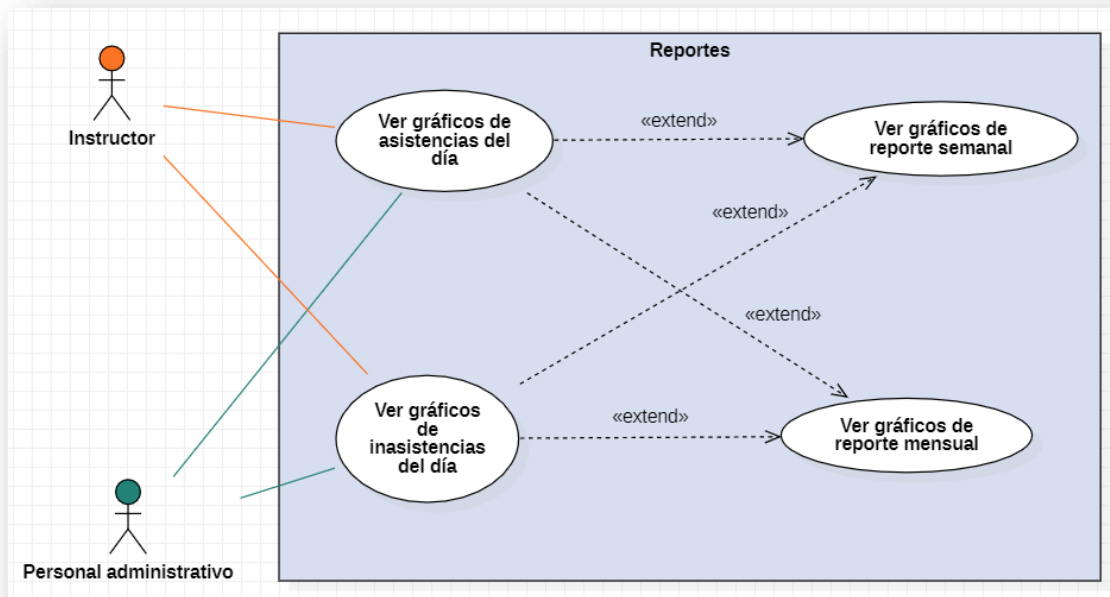 Reportes
Instructor
Ver gráficos de
asistencias del
día
«extend»
Ver gráficos de
reporte semanal
«extend»
«extend»
Ver gráficos
de
inasistencias
del día
«extend»
Ver gráficos de
reporte mensual
Personal administrativo